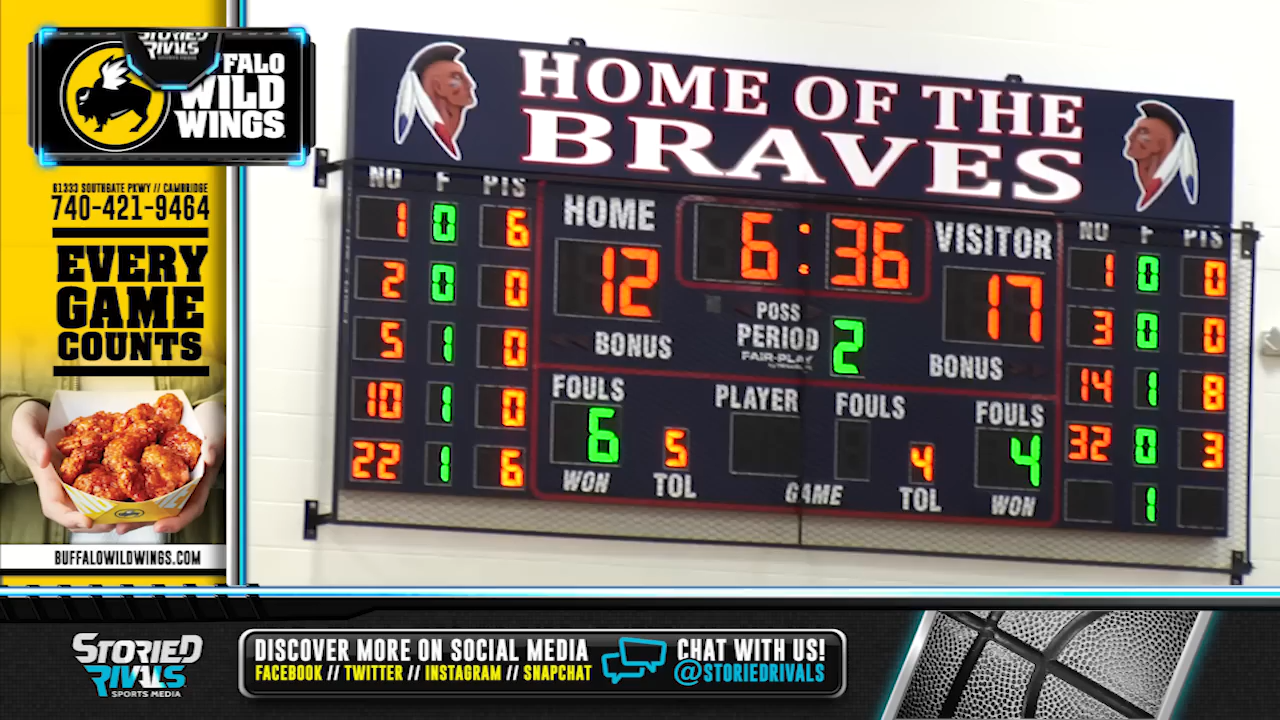 STORIED
RIVALS
FALO
WILD
WINGS
61333 SOUTHGATE PKWY // CAMBRIDGE
740-421-9464
EVERY
GAME
COUNTS
BUFFALOWILDWINGS.COM
HOME OF THE
BRAVES
NO F PTS
1 0 6
2 0 0
5 1 0
10 1 0
22 1 6
HOME
12
BONUS
6:36
POSS
PERIOD 2
FAIR-PLAY
VISITOR
17
BONUS
FOULS
6
WON
5
TOL
PLAYER
FOULS
GAME
4
TOL
FOULS
4
WON
NO F PTS
1 0 0
3 0 0
14 1 8
32 0 3
1
STORIED
RIVALS
SPORTS MEDIA
DISCOVER MORE ON SOCIAL MEDIA
FACEBOOK // TWITTER // INSTAGRAM // SNAPCHAT
CHAT WITH US!
@STORIEDRIVALS